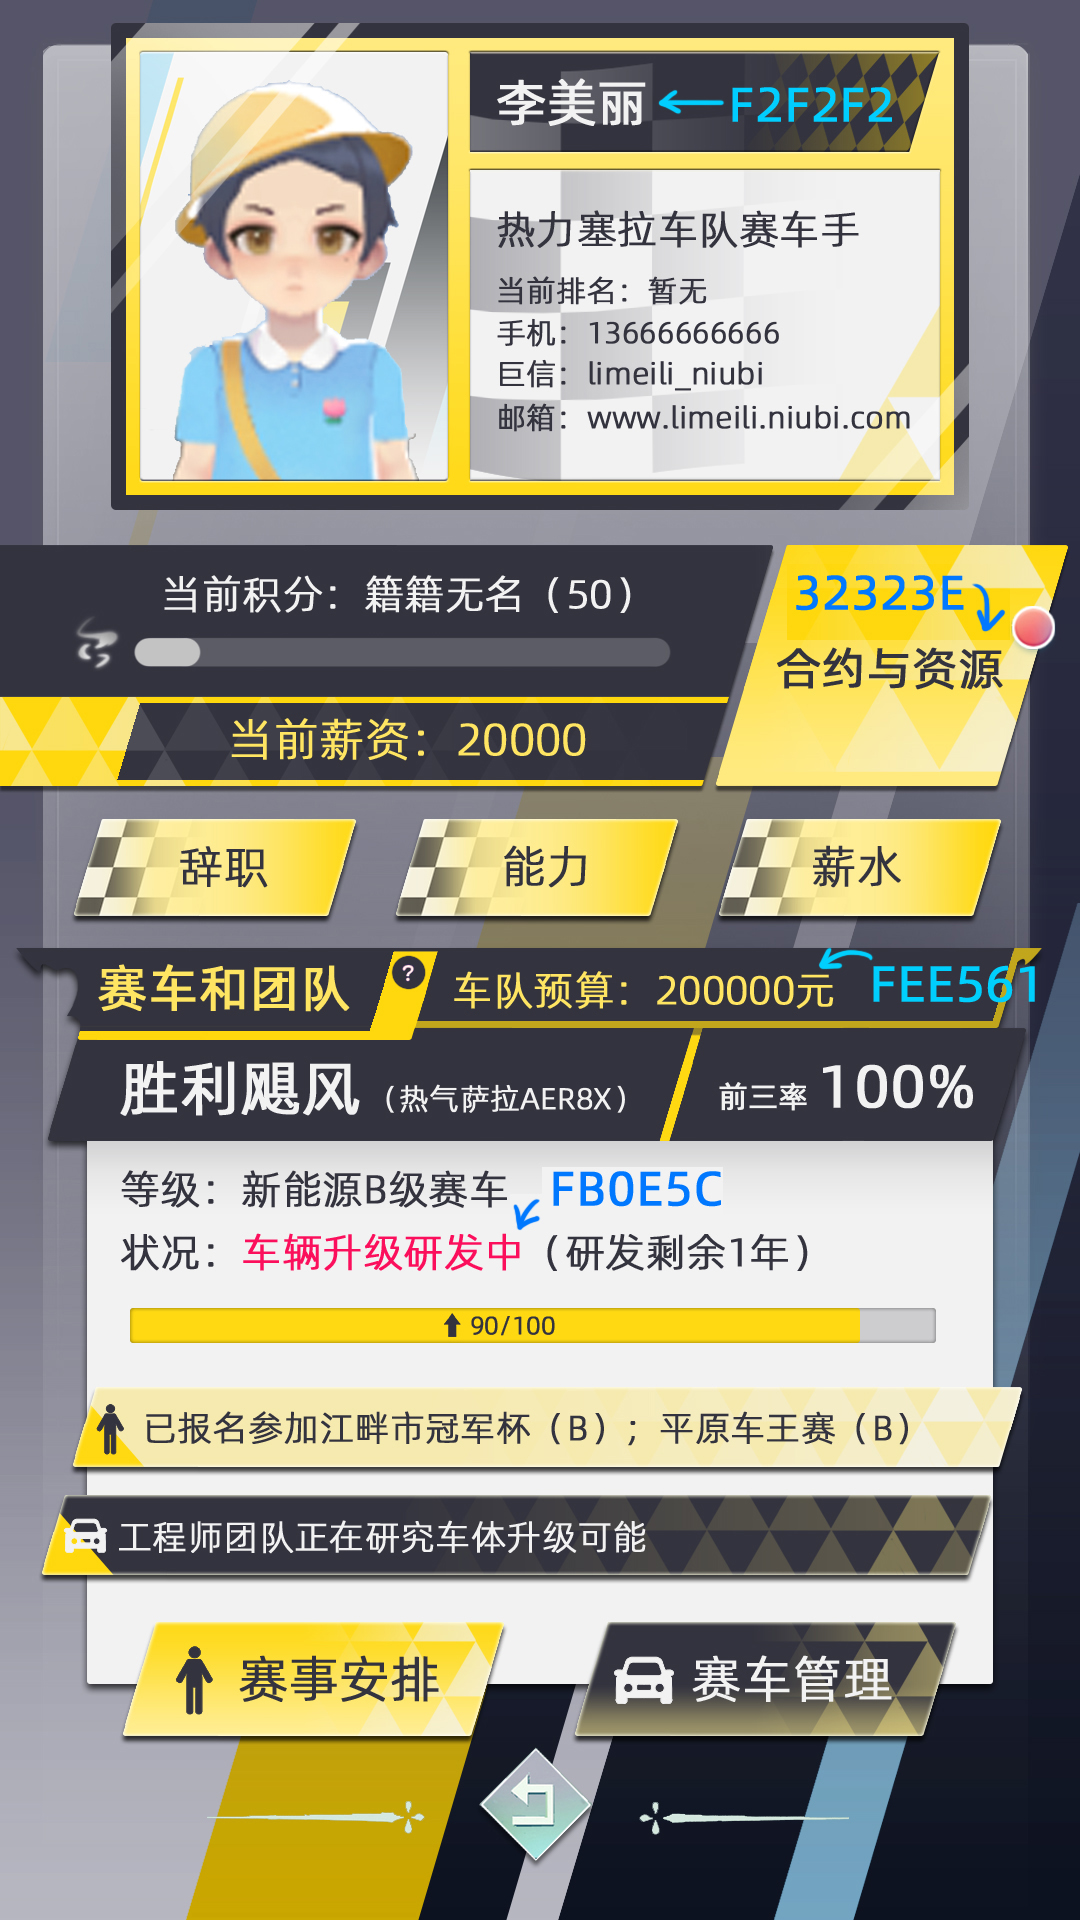 李美丽 F2F2F2
热力塞拉车队赛车手
当前排名：暂无
手机：13666666666
巨信：limeili_niubi
邮箱：www.limeili.niubi.com
当前积分：籍籍无名（50）
32323E
合约与资源
当前薪资：20000
辞职
能力
薪水
赛车和团队
?
车队预算：200000元
FEE561
胜利飓风（热气萨拉AER8X）
前三率 100%
等级：新能源B级赛车
FB0E5C
状况：车辆升级研发中（研发剩余1年）
90/100
已报名参加江畔市冠军杯（B）；平原车王赛（B）
工程师团队正在研究车体升级可能
赛事安排
赛车管理